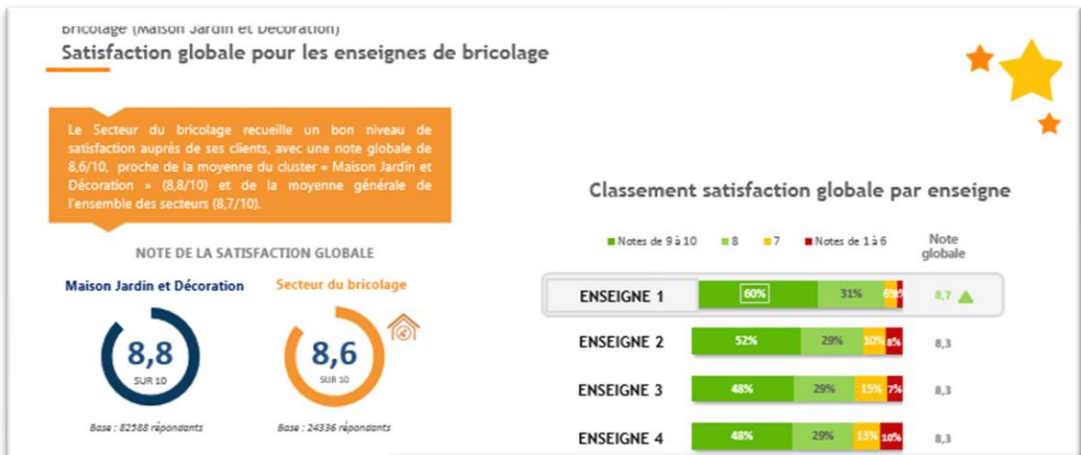 Bricolage (Maison Jardin et Décoration)
Satisfaction globale pour les enseignes de bricolage
Le Secteur du bricolage recueille un bon niveau de
satisfaction auprès de ses clients, avec une note globale de
8,6/10, proche de la moyenne du cluster « Maison Jardin et
Décoration » (8,8/10) et de la moyenne générale de
l'ensemble des secteurs (8,7/10).
NOTE DE LA SATISFACTION GLOBALE
Maison Jardin et Décoration
8,8
SUR 10
Base : 82588 répondants
Secteur du bricolage
8,6
SUR 10
Base : 24336 répondants
Classement satisfaction globale par enseigne
Notes de 9 à 10 8 7 Notes de 1 à 6
Note
globale
ENSEIGNE 1 60% 31% 6% 8,7
ENSEIGNE 2 52% 29% 10% 8% 8,3
ENSEIGNE 3 48% 29% 15% 7% 8,3
ENSEIGNE 4 48% 29% 13% 10% 8,3